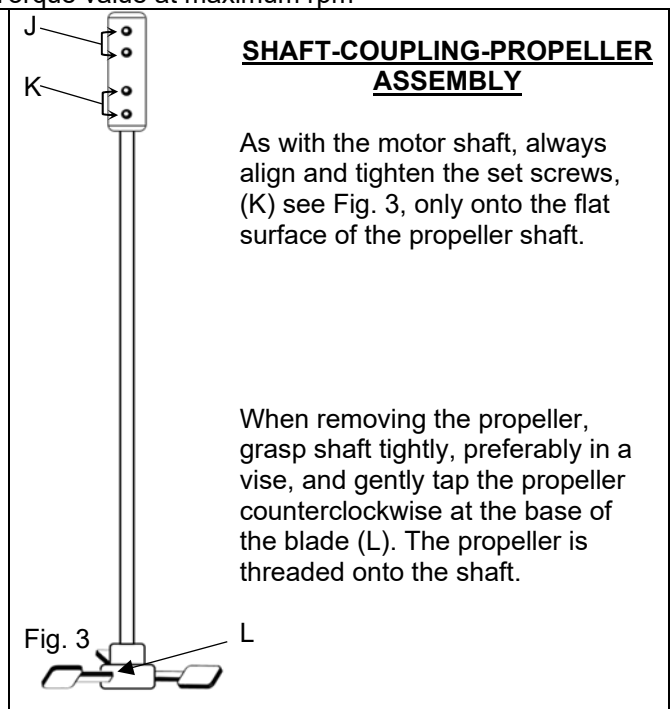 Torque value at maximum rpm
J
SHAFT-COUPLING-PROPELLER
ASSEMBLY
K
As with the motor shaft, always
align and tighten the set screws,
(K) see Fig. 3, only onto the flat
surface of the propeller shaft.
When removing the propeller,
grasp shaft tightly, preferably in a
vise, and gently tap the propeller
counterclockwise at the base of
the blade (L). The propeller is
threaded onto the shaft.
Fig. 3
L